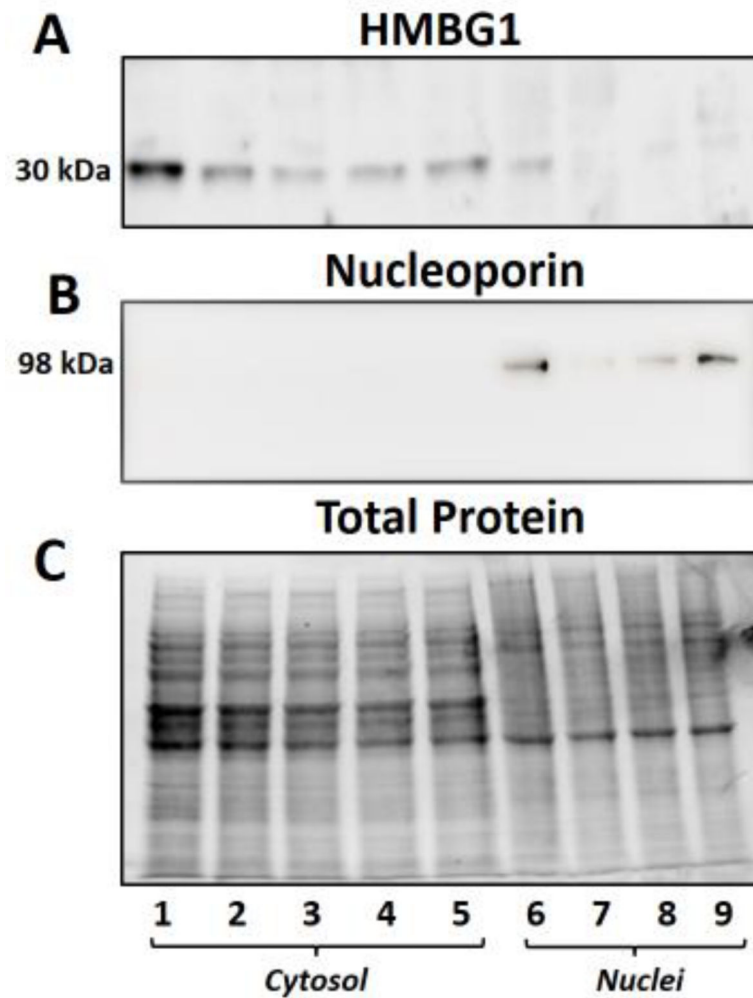 A
HMBG1
30 kDa
B
Nucleoporin
98 kDa
C
Total Protein
1 2 3 4 5 6 7 8 9
Cytosol Nuclei